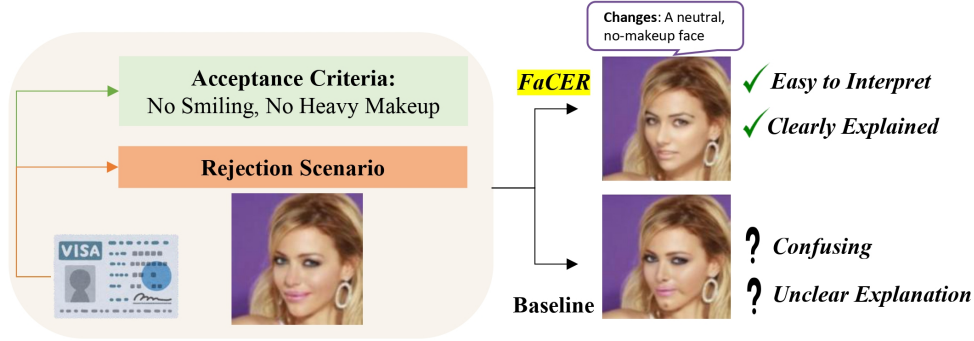 Changes: A neutral,
no-makeup face
Acceptance Criteria:
No Smiling, No Heavy Makeup
Rejection Scenario
VISA
FaCER
Easy to Interpret
Clearly Explained
Baseline
? Confusing
? Unclear Explanation